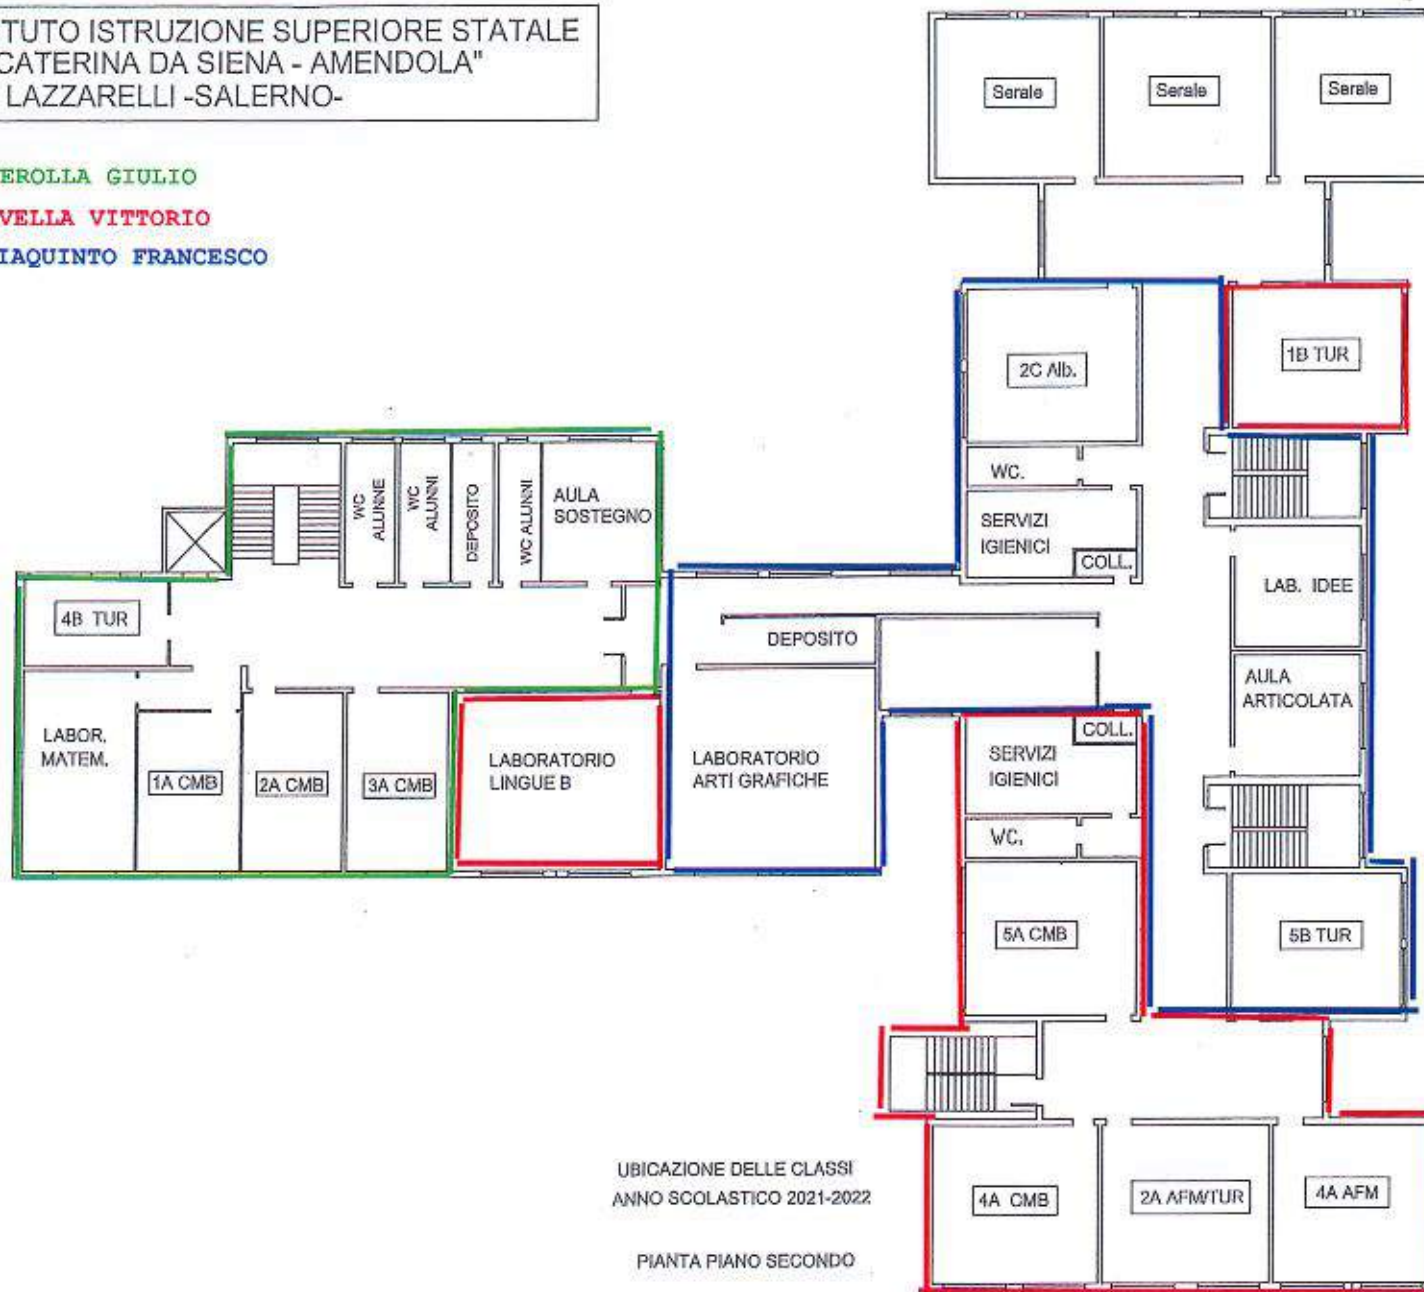 TUTO ISTRUZIONE SUPERIORE STATALE
CATERINA DA SIENA - AMENDOLA"
LAZZARELLI -SALERNO-
EROLLA GIULIO
VELLA VITTORIO
IAQUINTO FRANCESCO
Serale
Serale
Serale
2C Alb.
1B TUR
WC.
SERVIZI
IGIENICI
COLL.
LAB. IDEE
AULA
ARTICOLATA
WC
ALUNNE
WC
ALUNNI
DEPOSITO
WC ALUNNI
AULA
SOSTEGNO
4B TUR
LABOR.
MATEM.
1A CMB
2A CMB
3A CMB
LABORATORIO
LINGUE B
DEPOSITO
LABORATORIO
ARTI GRAFICHE
COLL.
SERVIZI
IGIENICI
WC.
5A CMB
5B TUR
4A CMB
2A AFM/TUR
4A AFM
UBICAZIONE DELLE CLASSI
ANNO SCOLASTICO 2021-2022
PIANTA PIANO SECONDO